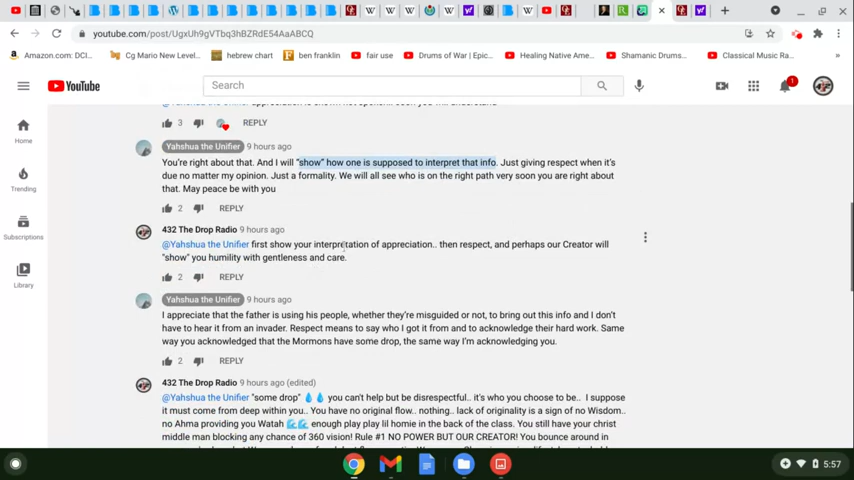 youtube.com/post/UgxUh9gVTbq3hBZRdE54AaABCQ
Amazon.com: DCI...
Cg Mario New Level...
hebrew chart
ben franklin
fair use
Drums of War | Epic...
Healing Native Ame...
Shamanic Drums...
Classical Music Ra...
YouTube
Search
1
Home
Trending
Subscriptions
Library
3 REPLY
Yahshua the Unifier 9 hours ago
You're right about that. And I will "show" how one is supposed to interpret that info. Just giving respect when it's
due no matter my opinion. Just a formality. We will all see who is on the right path very soon you are right about
that. May peace be with you
2 REPLY
432 The Drop Radio 9 hours ago
@Yahshua the Unifier first show your interpretation of appreciation.. then respect, and perhaps our Creator will
"show" you humility with gentleness and care.
2 REPLY
Yahshua the Unifier 9 hours ago
I appreciate that the father is using his people, whether they're misguided or not, to bring out this info and I don't
have to hear it from an invader. Respect means to say who I got it from and to acknowledge their hard work. Same
way you acknowledged that the Mormons have some drop, the same way I'm acknowledging you.
2 REPLY
432 The Drop Radio 9 hours ago (edited)
@Yahshua the Unifier "some drop" 💧💧 you can't help but be disrespectful.. it's who you choose to be.. I suppose
it must come from deep within you.. You have no original flow.. nothing.. lack of originality is a sign of no Wisdom..
no Ahma providing you Watah 🌊🌊 enough play play lil homie in the back of the class. You still have your christ
middle man blocking any chance of 360 vision! Rule #1 NO POWER BUT OUR CREATOR! You bounce around in
5:57